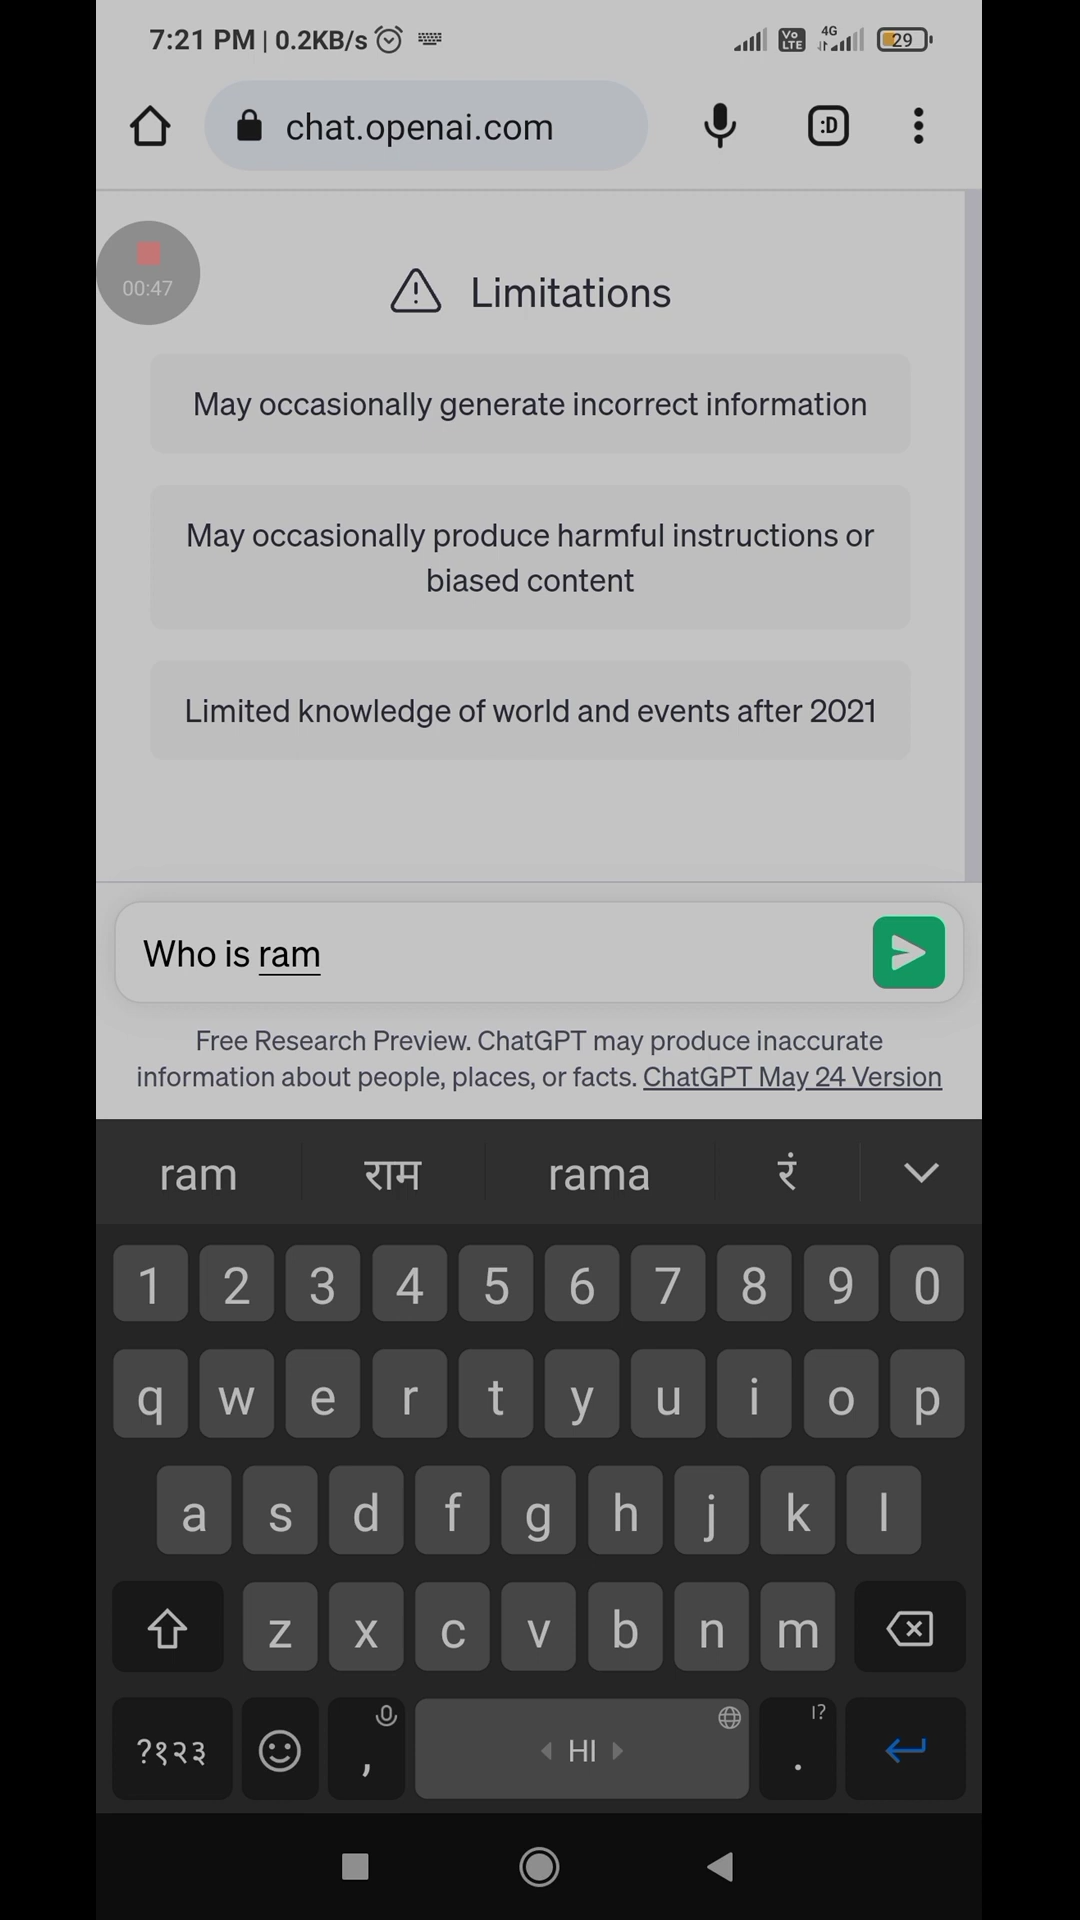 7:21 PM | 0.2KB/s Vo LTE 4G 29
chat.openai.com :D
00:47
Limitations
May occasionally generate incorrect information
May occasionally produce harmful instructions or
biased content
Limited knowledge of world and events after 2021
Who is ram
Free Research Preview. ChatGPT may produce inaccurate
information about people, places, or facts. ChatGPT May 24 Version
ram राम rama रं
1 2 3 4 5 6 7 8 9 0
q w e r t y u i o p
a s d f g h j k l
z x c v b n m
?१२३ , HI . ।?